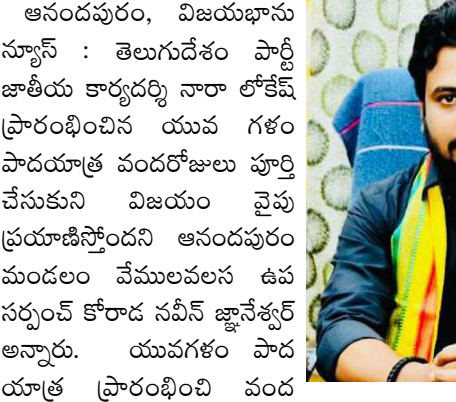 ఆనందపురం, విజయభాను
న్యూస్ : తెలుగుదేశం పార్టీ
జాతీయ కార్యదర్శి నారా లోకేష్
ప్రారంభించిన యువ గళం
పాదయాత్ర వందరోజులు పూర్తి
చేసుకుని విజయం వైపు
ప్రయాణిస్తోందని ఆనందపురం
మండలం వేములవలస ఉప
సర్పంచ్ కోరాడ నవీన్ జ్ఞానేశ్వర్
అన్నారు. యువగళం పాద
యాత్ర ప్రారంభించి వంద